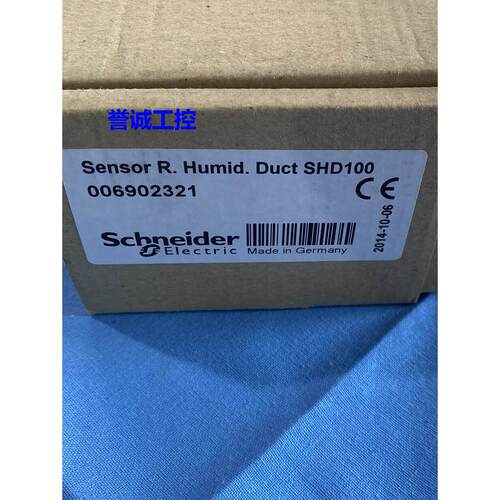 誉诚工控
Sensor R. Humid. Duct SHD100
006902321
CE
Schneider
Electric Made in Germany
2014-10-06